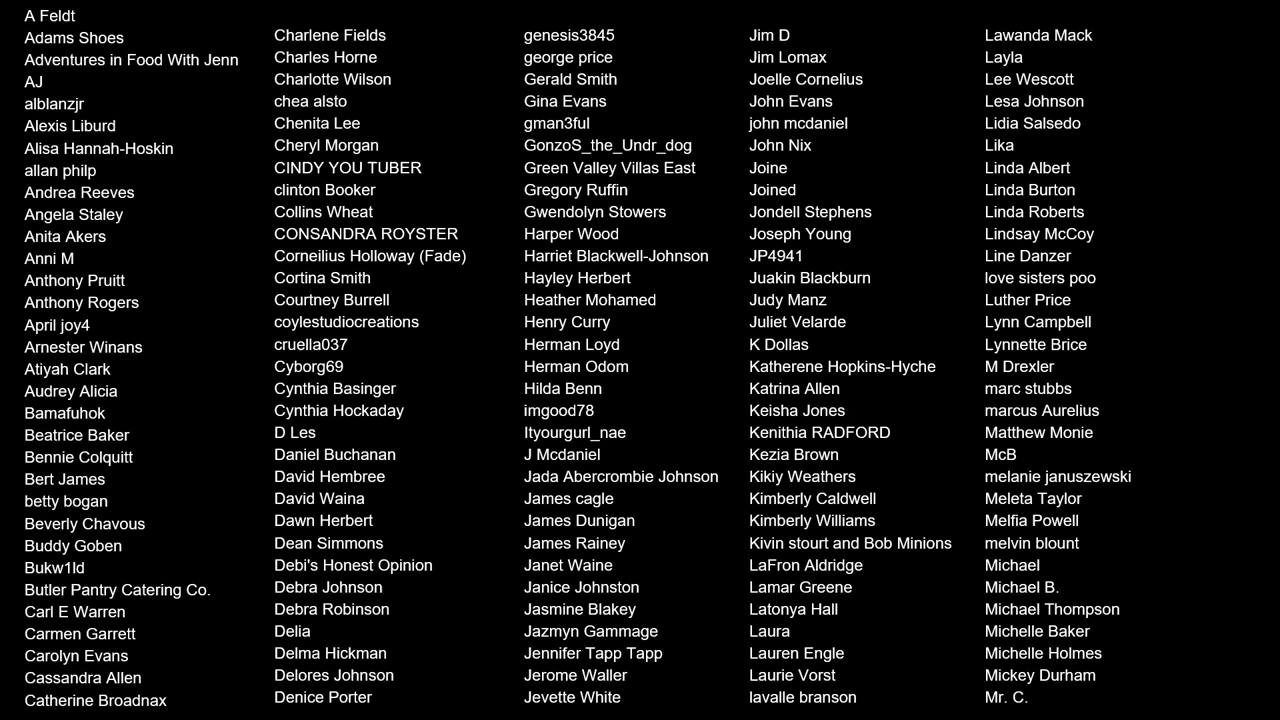 A Feldt
Adams Shoes
Adventures in Food With Jenn
AJ
alblanzjr
Alexis Liburd
Alisa Hannah-Hoskin
allan philp
Andrea Reeves
Angela Staley
Anita Akers
Anni M
Anthony Pruitt
Anthony Rogers
April joy4
Arnester Winans
Atiyah Clark
Audrey Alicia
Bamafuhok
Beatrice Baker
Bennie Colquitt
Bert James
betty bogan
Beverly Chavous
Buddy Goben
Bukw1ld
Butler Pantry Catering Co.
Carl E Warren
Carmen Garrett
Carolyn Evans
Cassandra Allen
Catherine Broadnax
Charlene Fields
Charles Horne
Charlotte Wilson
chea alsto
Chenita Lee
Cheryl Morgan
CINDY YOU TUBER
clinton Booker
Collins Wheat
CONSANDRA ROYSTER
Corneilius Holloway (Fade)
Cortina Smith
Courtney Burrell
coylestudiocreations
cruella037
Cyborg69
Cynthia Basinger
Cynthia Hockaday
D Les
Daniel Buchanan
David Hembree
David Waina
Dawn Herbert
Dean Simmons
Debi's Honest Opinion
Debra Johnson
Debra Robinson
Delia
Delma Hickman
Delores Johnson
Denice Porter
genesis3845
george price
Gerald Smith
Gina Evans
gman3ful
GonzoS_the_Undr_dog
Green Valley Villas East
Gregory Ruffin
Gwendolyn Stowers
Harper Wood
Harriet Blackwell-Johnson
Hayley Herbert
Heather Mohamed
Henry Curry
Herman Loyd
Herman Odom
Hilda Benn
imgood78
Ityourgurl_nae
J Mcdaniel
Jada Abercrombie Johnson
James cagle
James Dunigan
James Rainey
Janet Waine
Janice Johnston
Jasmine Blakey
Jazmyn Gammage
Jennifer Tapp Tapp
Jerome Waller
Jevette White
Jim D
Jim Lomax
Joelle Cornelius
John Evans
john mcdaniel
John Nix
Joine
Joined
Jondell Stephens
Joseph Young
JP4941
Juakin Blackburn
Judy Manz
Juliet Velarde
K Dollas
Katherene Hopkins-Hyche
Katrina Allen
Keisha Jones
Kenithia RADFORD
Kezia Brown
Kikiy Weathers
Kimberly Caldwell
Kimberly Williams
Kivin stourt and Bob Minions
LaFron Aldridge
Lamar Greene
Latonya Hall
Laura
Lauren Engle
Laurie Vorst
lavalle branson
Lawanda Mack
Layla
Lee Wescott
Lesa Johnson
Lidia Salsedo
Lika
Linda Albert
Linda Burton
Linda Roberts
Lindsay McCoy
Line Danzer
love sisters poo
Luther Price
Lynn Campbell
Lynnette Brice
M Drexler
marc stubbs
marcus Aurelius
Matthew Monie
McB
melanie januszewski
Meleta Taylor
Melfia Powell
melvin blount
Michael
Michael B.
Michael Thompson
Michelle Baker
Michelle Holmes
Mickey Durham
Mr. C.